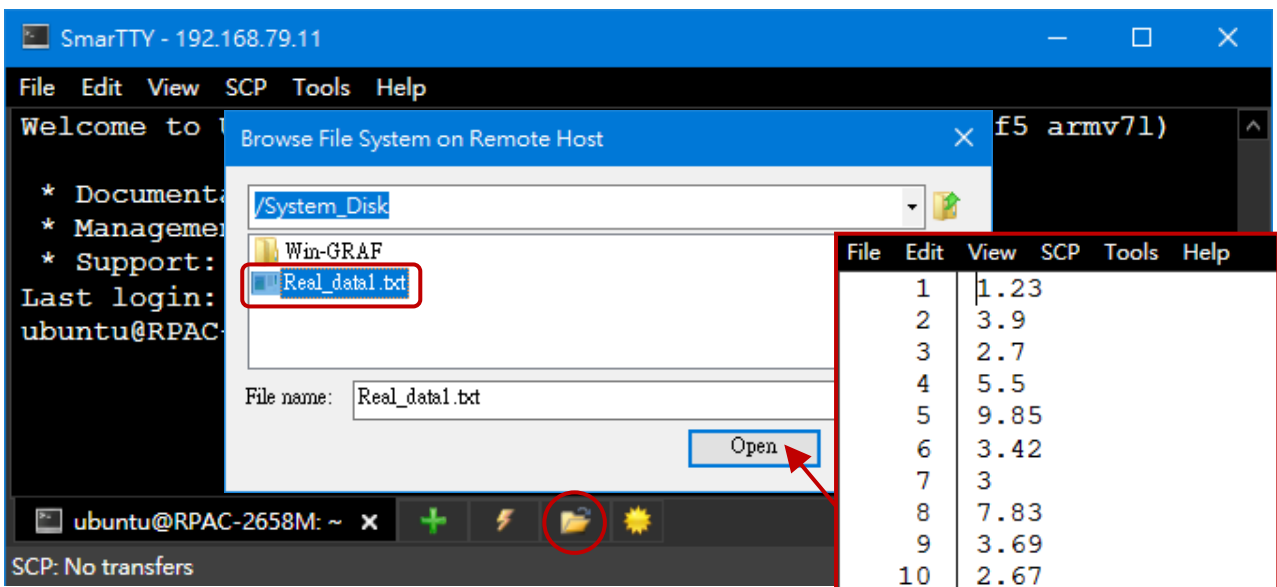 SmarTTY - 192.168.79.11
File Edit View SCP Tools Help
Welcome to f5 armv7l)
Browse File System on Remote Host
* Documenta
* Managemen
* Support:
Last login:
ubuntu@RPAC-
/System_Disk
Win-GRAF
Real_data1.txt
File name: Real_data1.txt
Open
File Edit View SCP Tools Help
1 1.23
2 3.9
3 2.7
4 5.5
5 9.85
6 3.42
7 3
8 7.83
9 3.69
10 2.67
ubuntu@RPAC-2658M: ~
SCP: No transfers